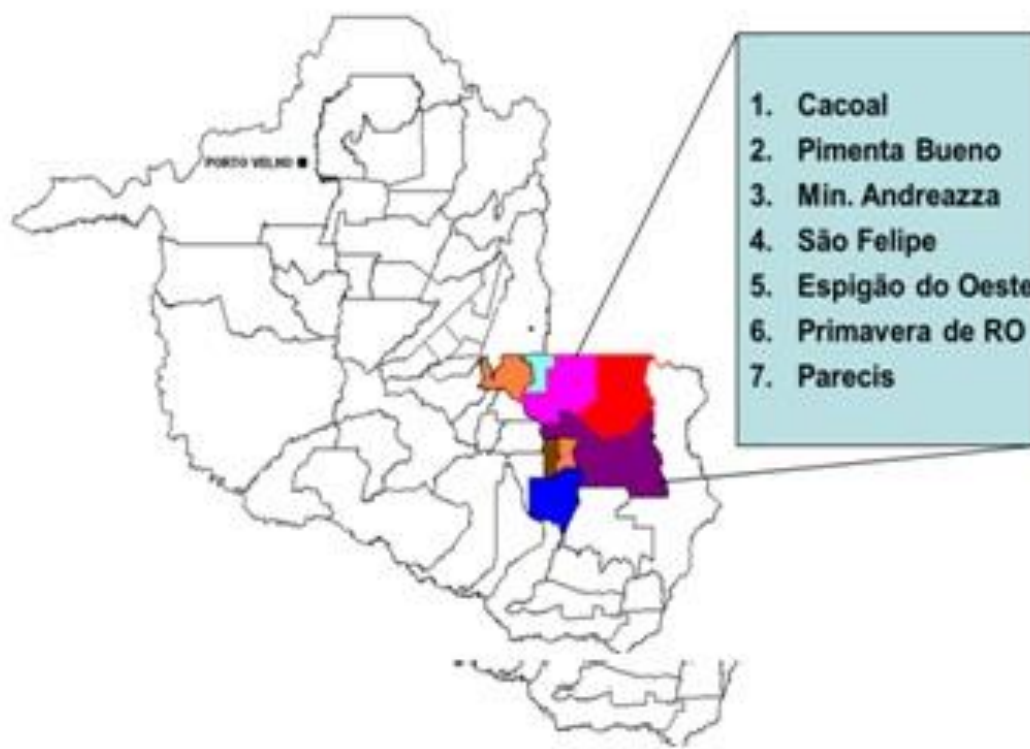 PORTO VELHO
1. Cacoal
2. Pimenta Bueno
3. Min. Andreazza
4. São Felipe
5. Espigão do Oeste
6. Primavera de RO
7. Parecis